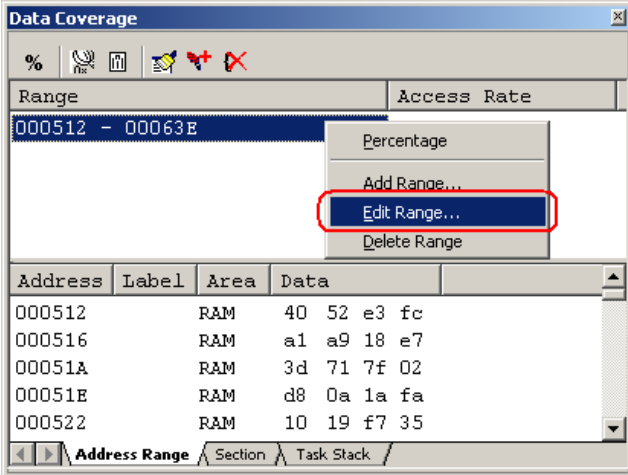 Data Coverage
%
Range Access Rate
000512 - 00063E
Percentage
Add Range...
Edit Range...
Delete Range
Address Label Area Data
000512 RAM 40 52 e3 fc
000516 RAM a1 a9 18 e7
00051A RAM 3d 71 7f 02
00051E RAM d8 0a 1a fa
000522 RAM 10 19 f7 35
Address Range Section Task Stack